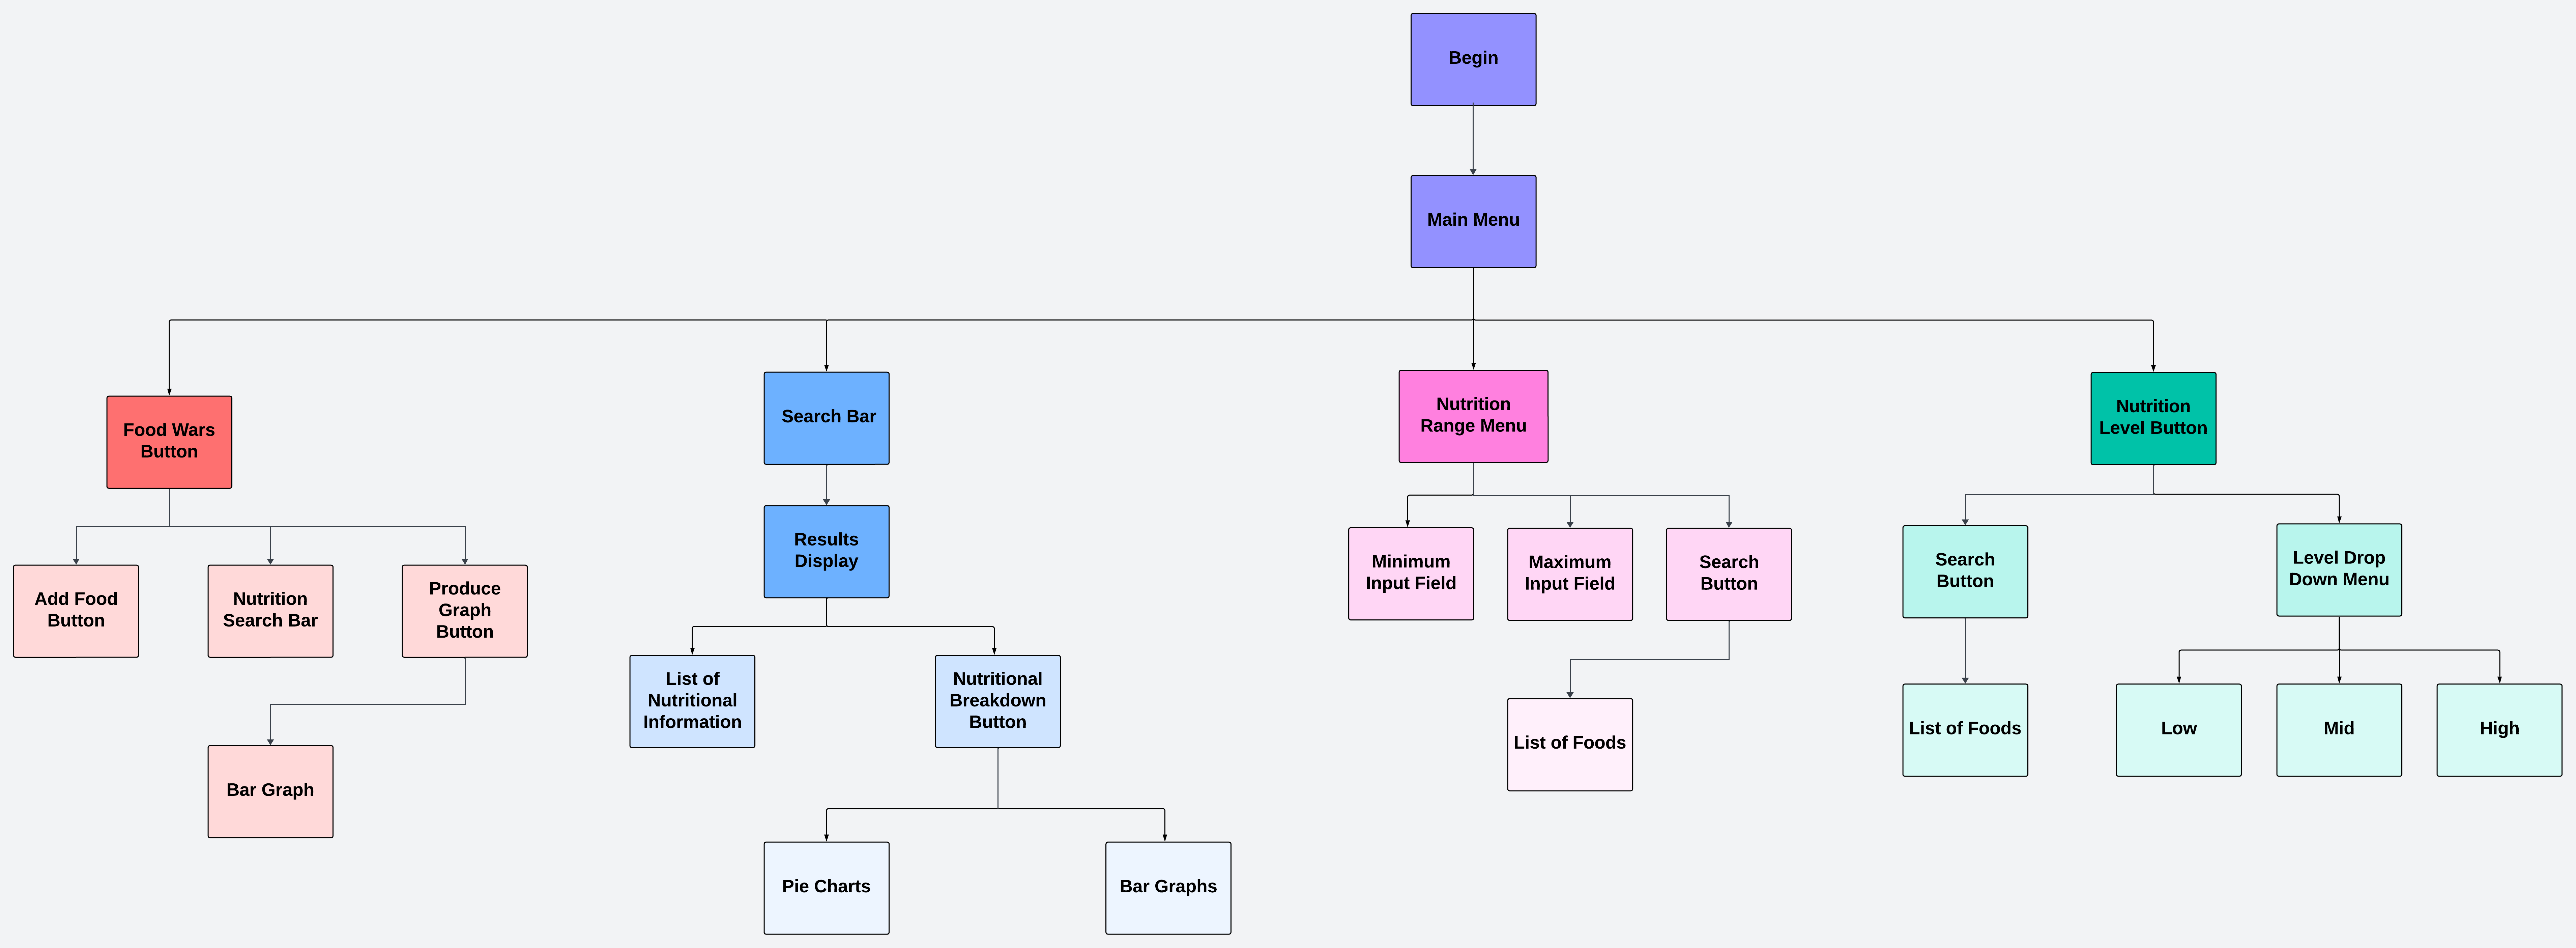 Begin
Main Menu
Food Wars
Button
Search Bar
Nutrition
Range Menu
Nutrition
Level Button
Add Food
Button
Nutrition
Search Bar
Produce
Graph
Button
Bar Graph
Results
Display
List of
Nutritional
Information
Nutritional
Breakdown
Button
Pie Charts
Bar Graphs
Minimum
Input Field
Maximum
Input Field
Search
Button
List of Foods
Search
Button
Level Drop
Down Menu
List of Foods
Low
Mid
High